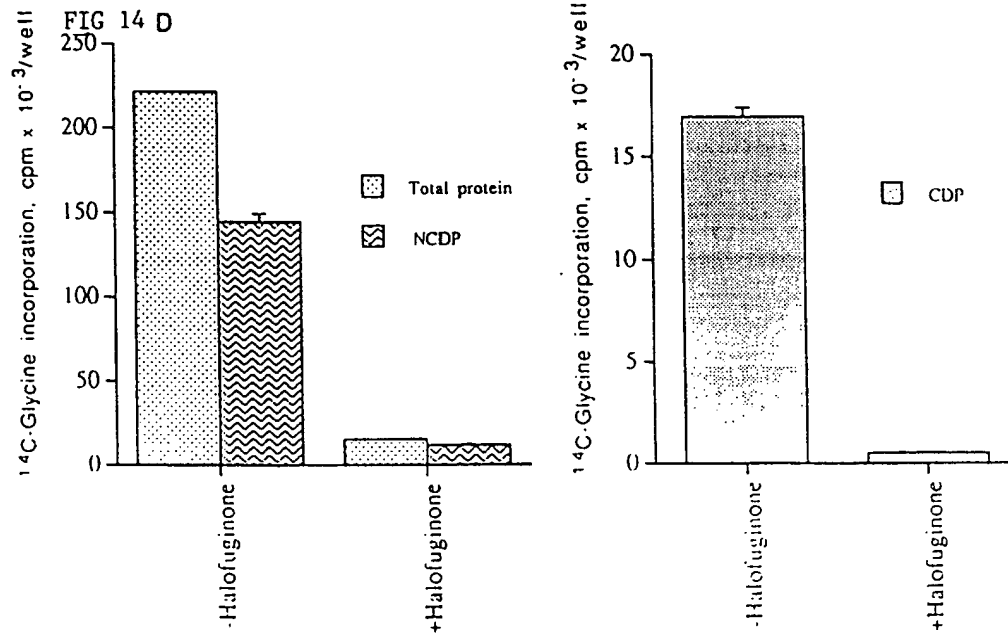 FIG 14 D
¹⁴C-Glycine incorporation, cpm x 10⁻³/well
250
200
150
100
50
0
Total protein
NCDP
-Halofuginone
+Halofuginone
¹⁴C-Glycine incorporation, cpm x 10⁻³/well
20
15
10
5
0
CDP
-Halofuginone
+Halofuginone